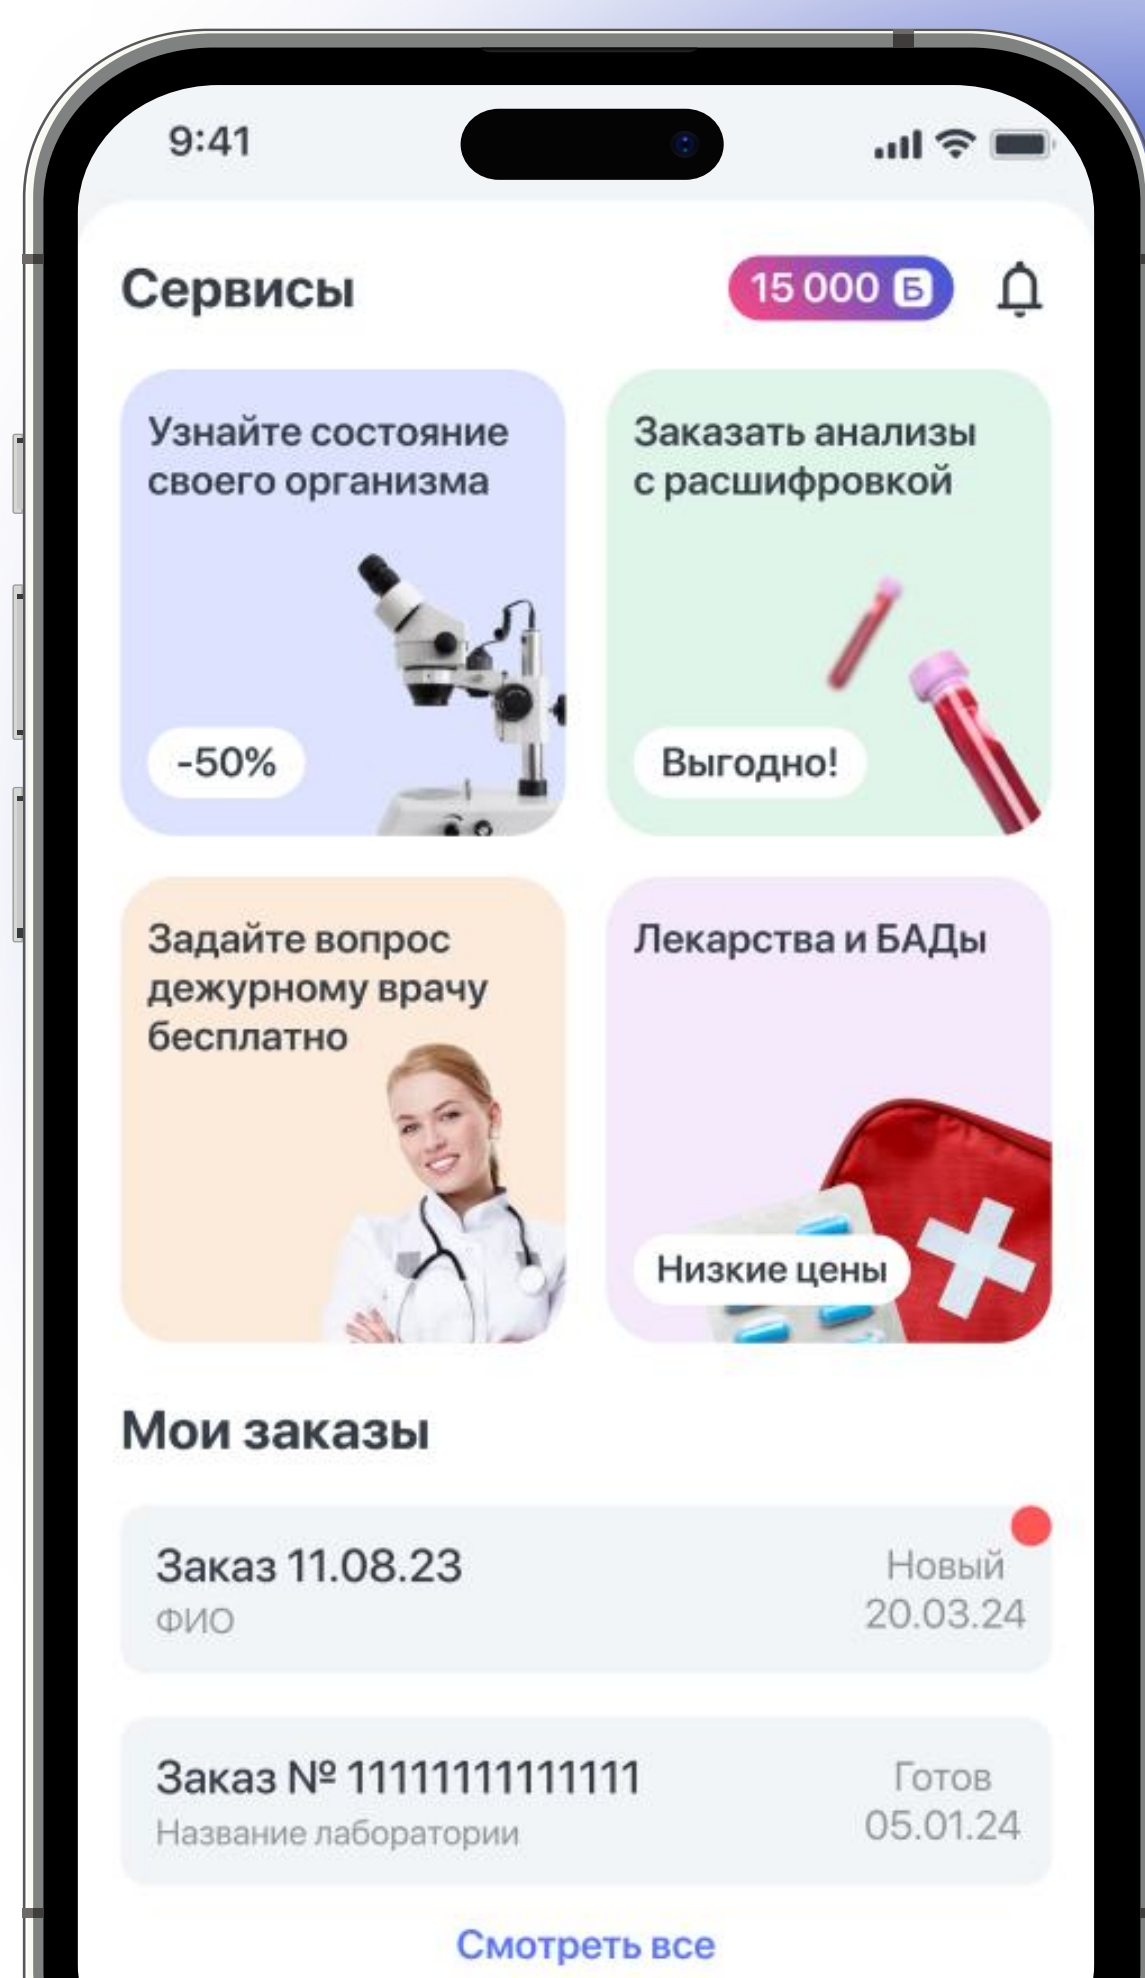 9:41
Сервисы
15 000 Б
Узнайте состояние
своего организма
-50%
Заказать анализы
с расшифровкой
Выгодно!
Задайте вопрос
дежурному врачу
бесплатно
Лекарства и БАДы
Низкие цены
Мои заказы
Заказ 11.08.23
ФИО
Новый
20.03.24
Заказ № 11111111111111
Название лаборатории
Готов
05.01.24
Смотреть все